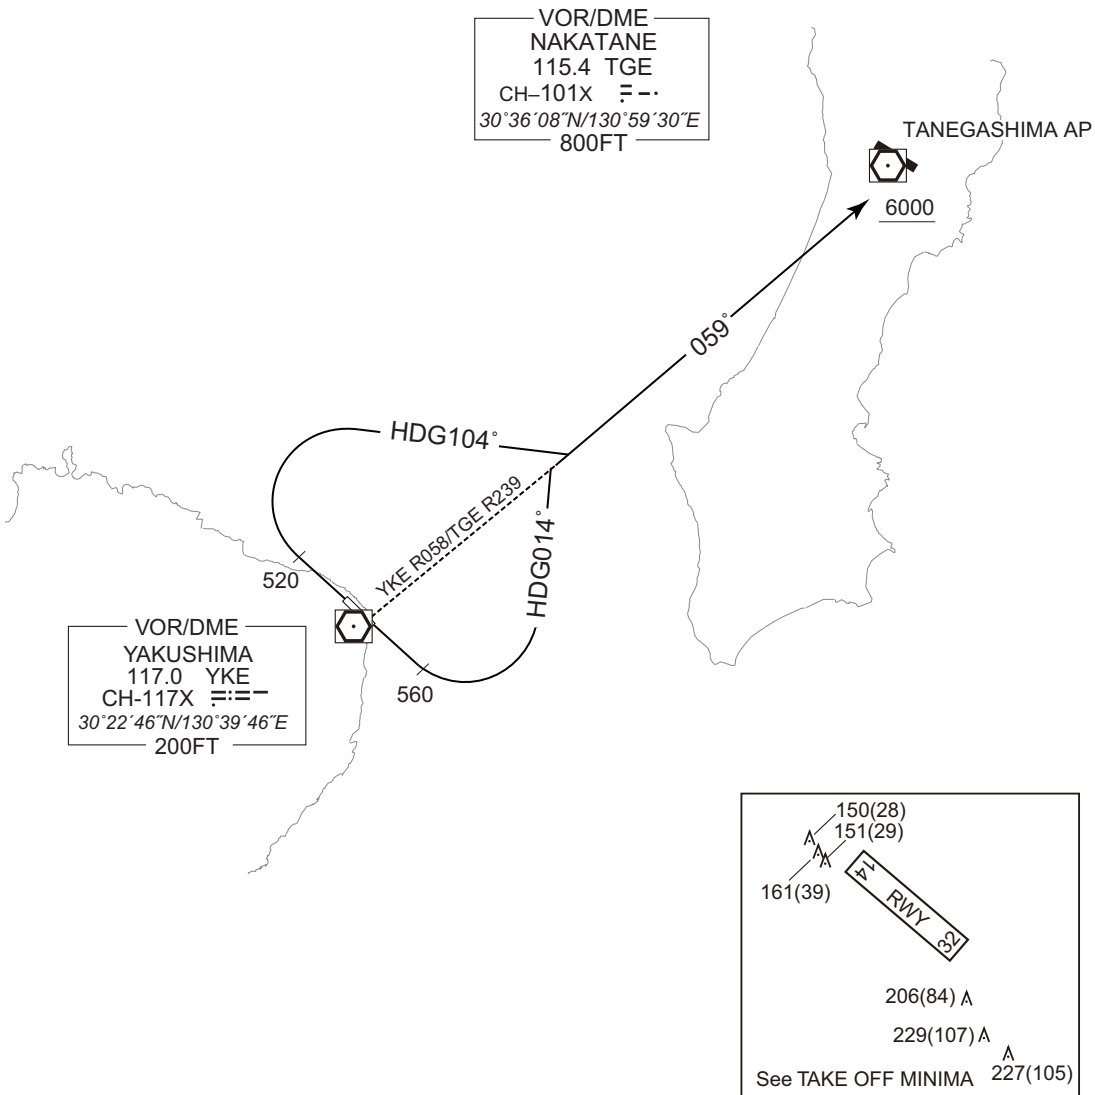 VOR/DME
NAKATANE
115.4 TGE
CH–101X
30°36´08˝N/130°59´30˝E
800FT
TANEGASHIMA AP
6000
059°
HDG104°
YKE R058/TGE R239
HDG014°
520
560
VOR/DME
YAKUSHIMA
117.0 YKE
CH-117X
30°22´46˝N/130°39´46˝E
200FT
150(28)
151(29)
161(39)
14 RWY 32
206(84)
229(107)
227(105)
See TAKE OFF MINIMA